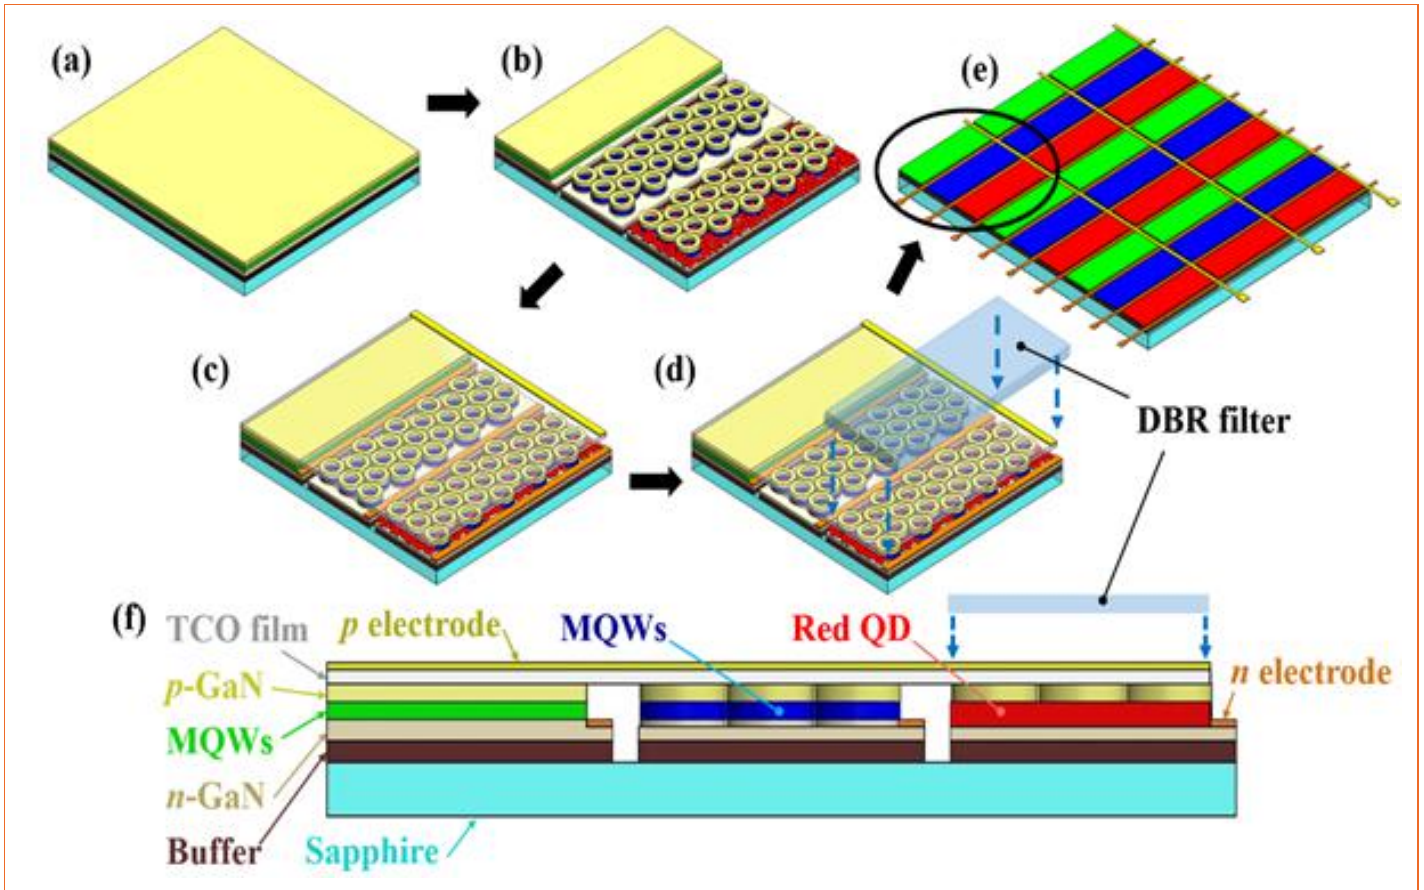 (a)
(b)
(e)
(c)
(d)
DBR filter
(f)
TCO film
p electrode
MQWs
Red QD
p-GaN
n electrode
MQWs
n-GaN
Buffer
Sapphire